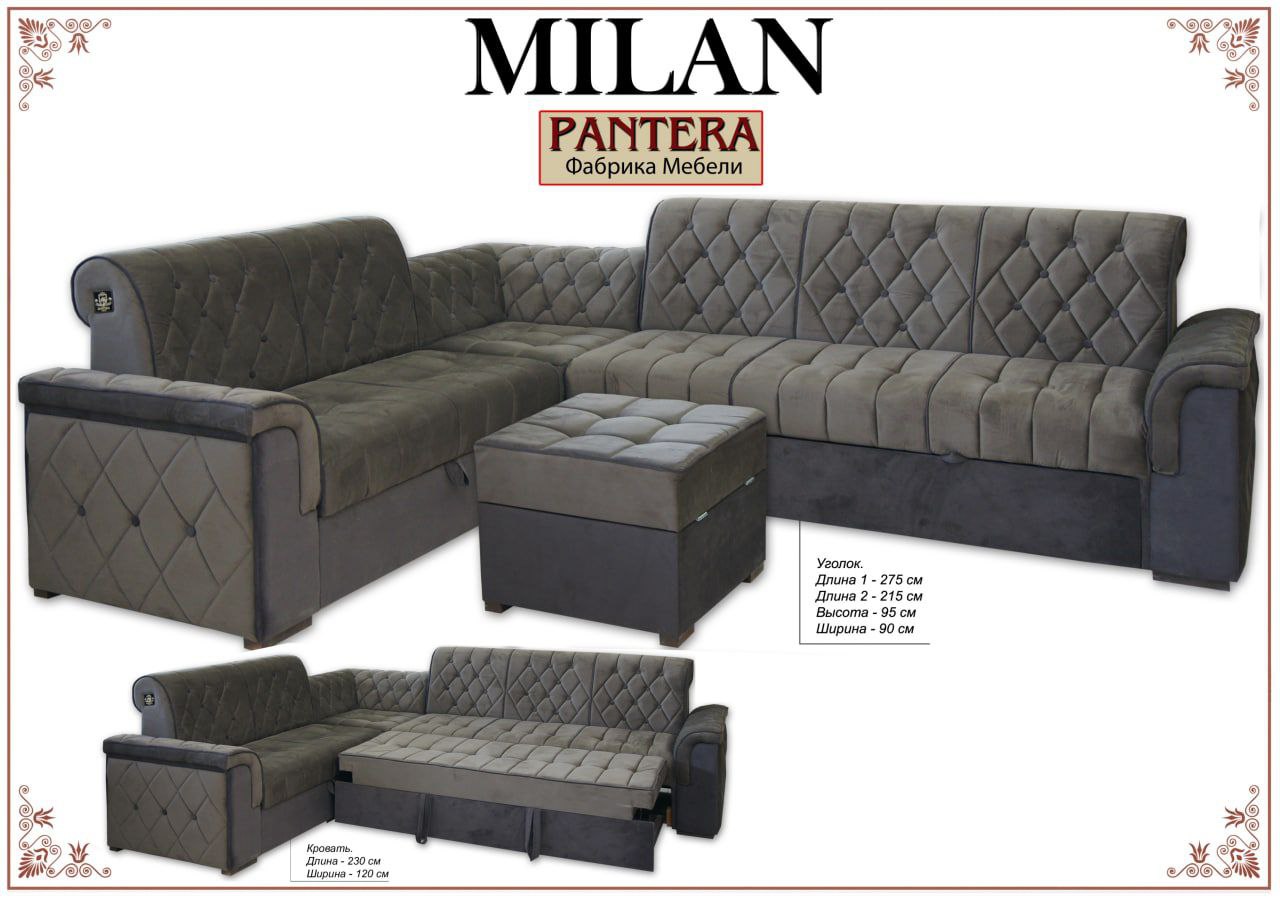 MILAN
PANTERA
Фабрика Мебели
Уголок.
Длина 1 - 275 см
Длина 2 - 215 см
Высота - 95 см
Ширина - 90 см
Кровать.
Длина - 230 см
Ширина - 120 см